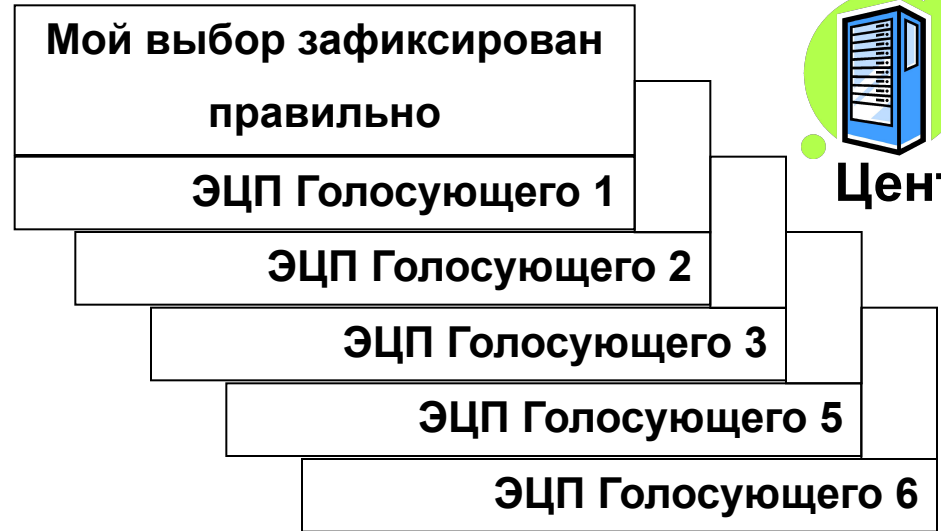 Мой выбор зафиксирован
правильно
ЭЦП Голосующего 1
ЭЦП Голосующего 2
ЭЦП Голосующего 3
ЭЦП Голосующего 5
ЭЦП Голосующего 6